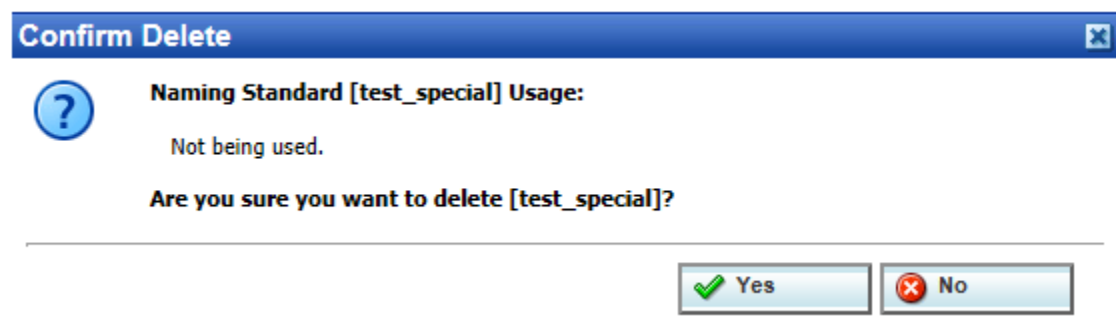 Confirm Delete
?
Naming Standard [test_special] Usage:
Not being used.
Are you sure you want to delete [test_special]?
Yes
No